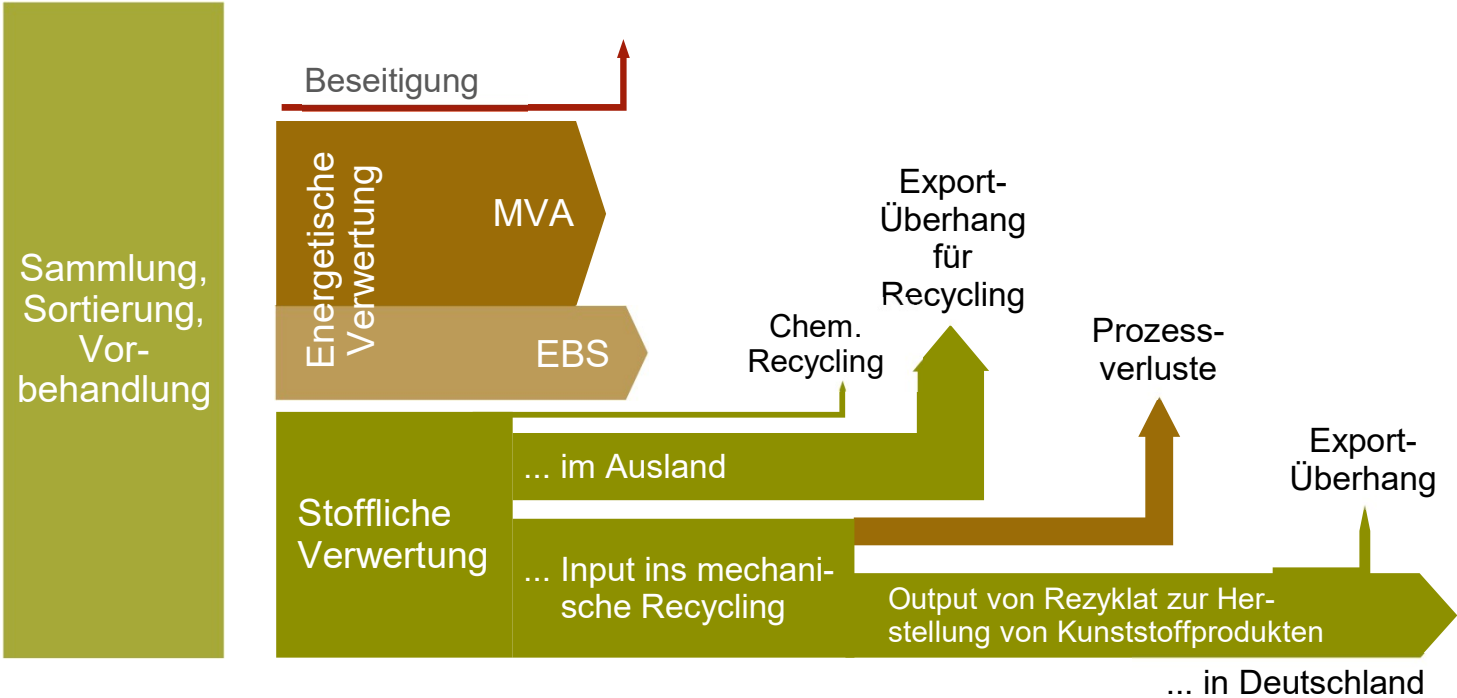 Sammlung,
Sortierung,
Vor-
behandlung
Beseitigung
Energetische
Verwertung
MVA
EBS
Stoffliche
Verwertung
Chem.
Recycling
Export-
Überhang
für
Recycling
... im Ausland
Prozess-
verluste
... Input ins mechani-
sche Recycling
Export-
Überhang
Output von Rezyklat zur Her-
stellung von Kunststoffprodukten
... in Deutschland